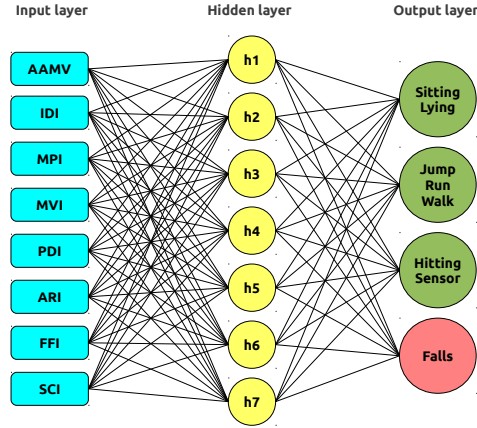 Input layer
Hidden layer
Output layer
AAMV
IDI
MPI
MVI
PDI
ARI
FFI
SCI
h1
h2
h3
h4
h5
h6
h7
Sitting
Lying
Jump
Run
Walk
Hitting
Sensor
Falls